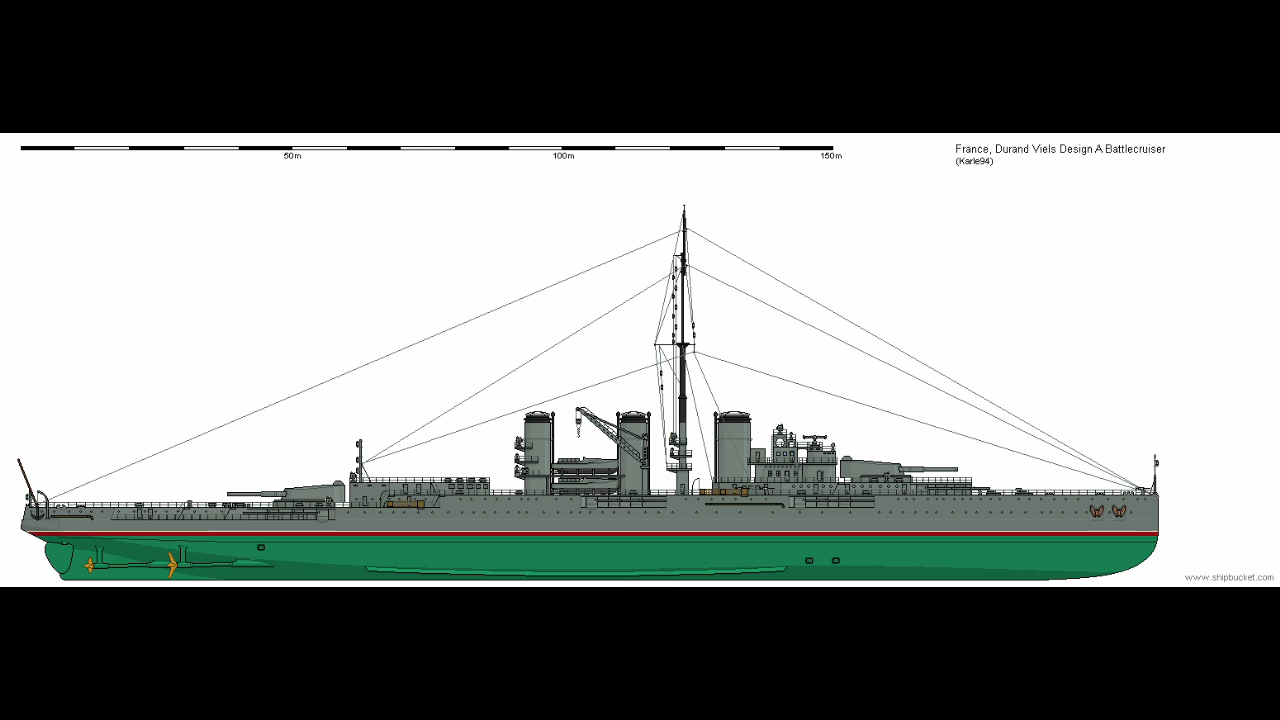 50m
100m
150m
France, Durand Viels Design A Battlecruiser
(Karle94)
www.shipbucket.com